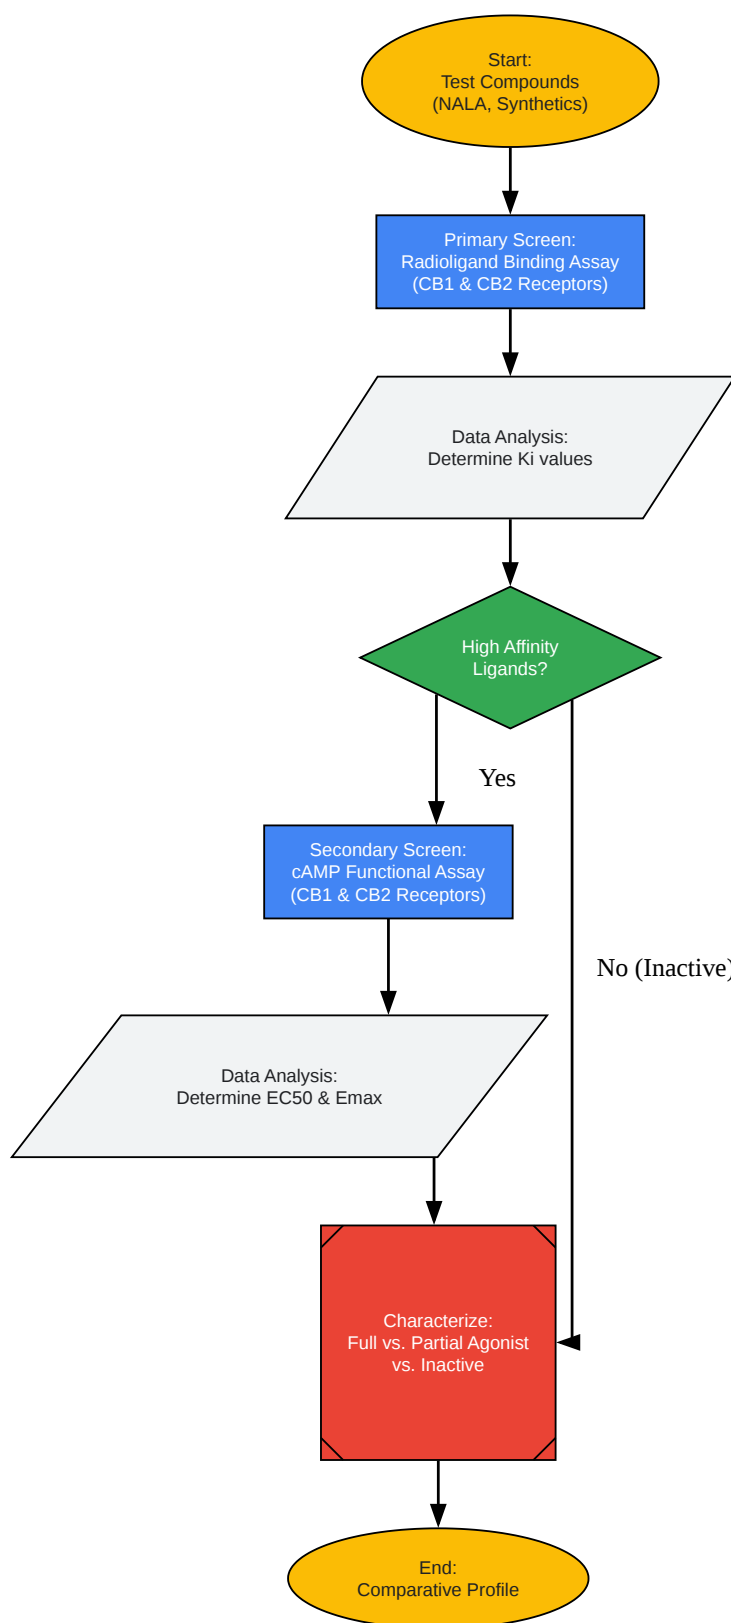 Start:
Test Compounds
(NALA, Synthetics)
Primary Screen:
Radioligand Binding Assay
(CB1 & CB2 Receptors)
Data Analysis:
Determine Ki values
High Affinity
Ligands?
Yes
Secondary Screen:
cAMP Functional Assay
(CB1 & CB2 Receptors)
No (Inactive)
Data Analysis:
Determine EC50 & Emax
Characterize:
Full vs. Partial Agonist
vs. Inactive
End:
Comparative Profile